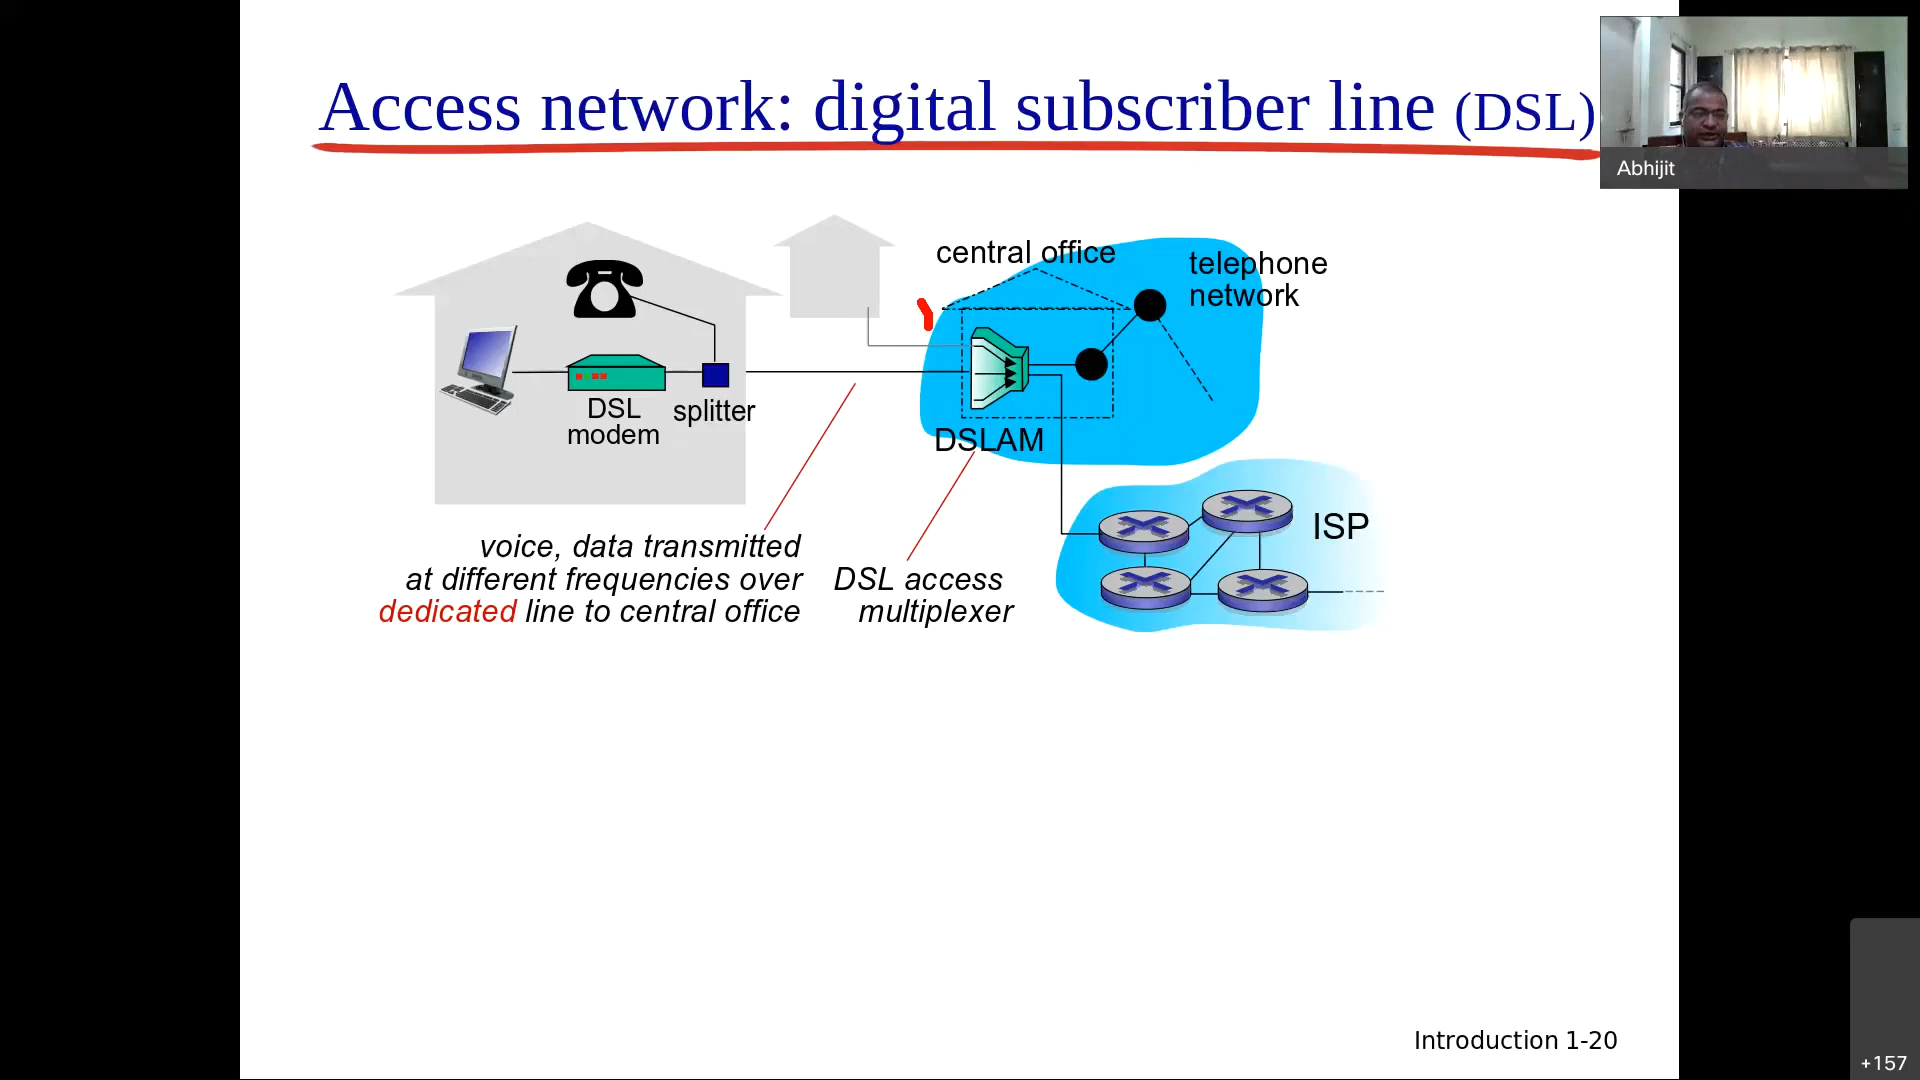 Access network: digital subscriber line (DSL)
Abhijit
central office
telephone
network
DSL
modem
splitter
DSLAM
ISP
voice, data transmitted
at different frequencies over
dedicated line to central office
DSL access
multiplexer
Introduction 1-20
+157